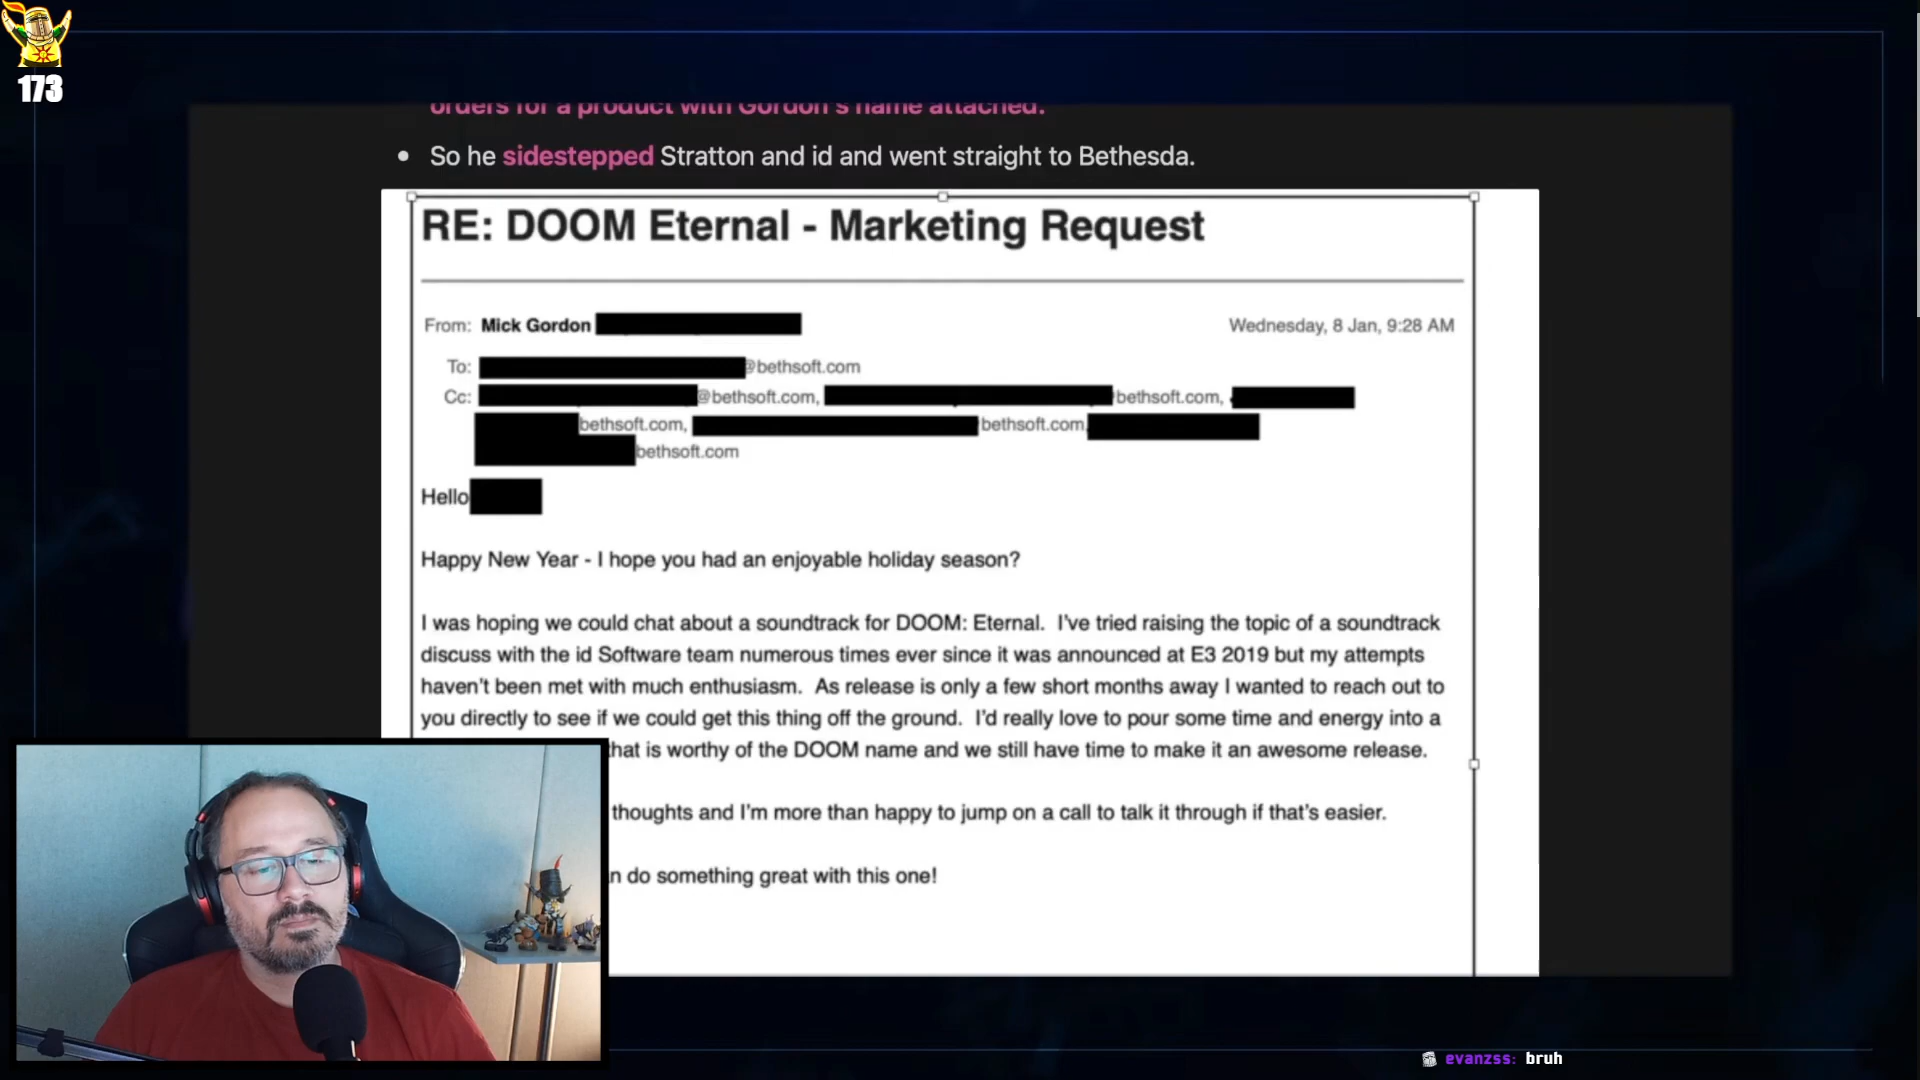 173
orders for a product with Gordon's name attached.
So he sidestepped Stratton and id and went straight to Bethesda.
RE: DOOM Eternal - Marketing Request
From: Mick Gordon
Wednesday, 8 Jan, 9:28 AM
To: @bethsoft.com
Cc: @bethsoft.com, bethsoft.com,
bethsoft.com, bethsoft.com,
bethsoft.com
Hello
Happy New Year - I hope you had an enjoyable holiday season?
I was hoping we could chat about a soundtrack for DOOM: Eternal. I've tried raising the topic of a soundtrack
discuss with the id Software team numerous times ever since it was announced at E3 2019 but my attempts
haven't been met with much enthusiasm. As release is only a few short months away I wanted to reach out to
you directly to see if we could get this thing off the ground. I'd really love to pour some time and energy into a
that is worthy of the DOOM name and we still have time to make it an awesome release.
thoughts and I'm more than happy to jump on a call to talk it through if that's easier.
do something great with this one!
evanzss: bruh